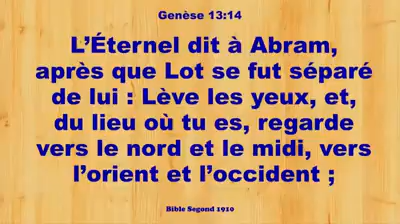 Genèse 13:14
L’Éternel dit à Abram,
après que Lot se fut séparé
de lui : Lève les yeux, et,
du lieu où tu es, regarde
vers le nord et le midi, vers
l’orient et l’occident ;
Bible Segond 1910